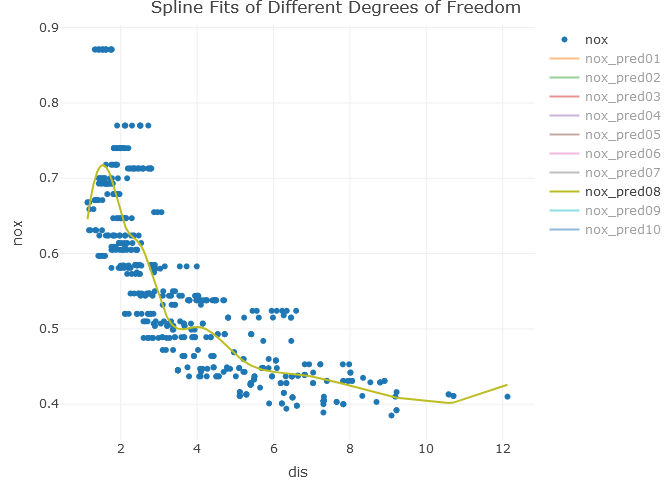 Spline Fits of Different Degrees of Freedom
0.9
0.8
0.7
0.6
0.5
0.4
nox
2
4
6
8
10
12
dis
nox
nox_pred01
nox_pred02
nox_pred03
nox_pred04
nox_pred05
nox_pred06
nox_pred07
nox_pred08
nox_pred09
nox_pred10